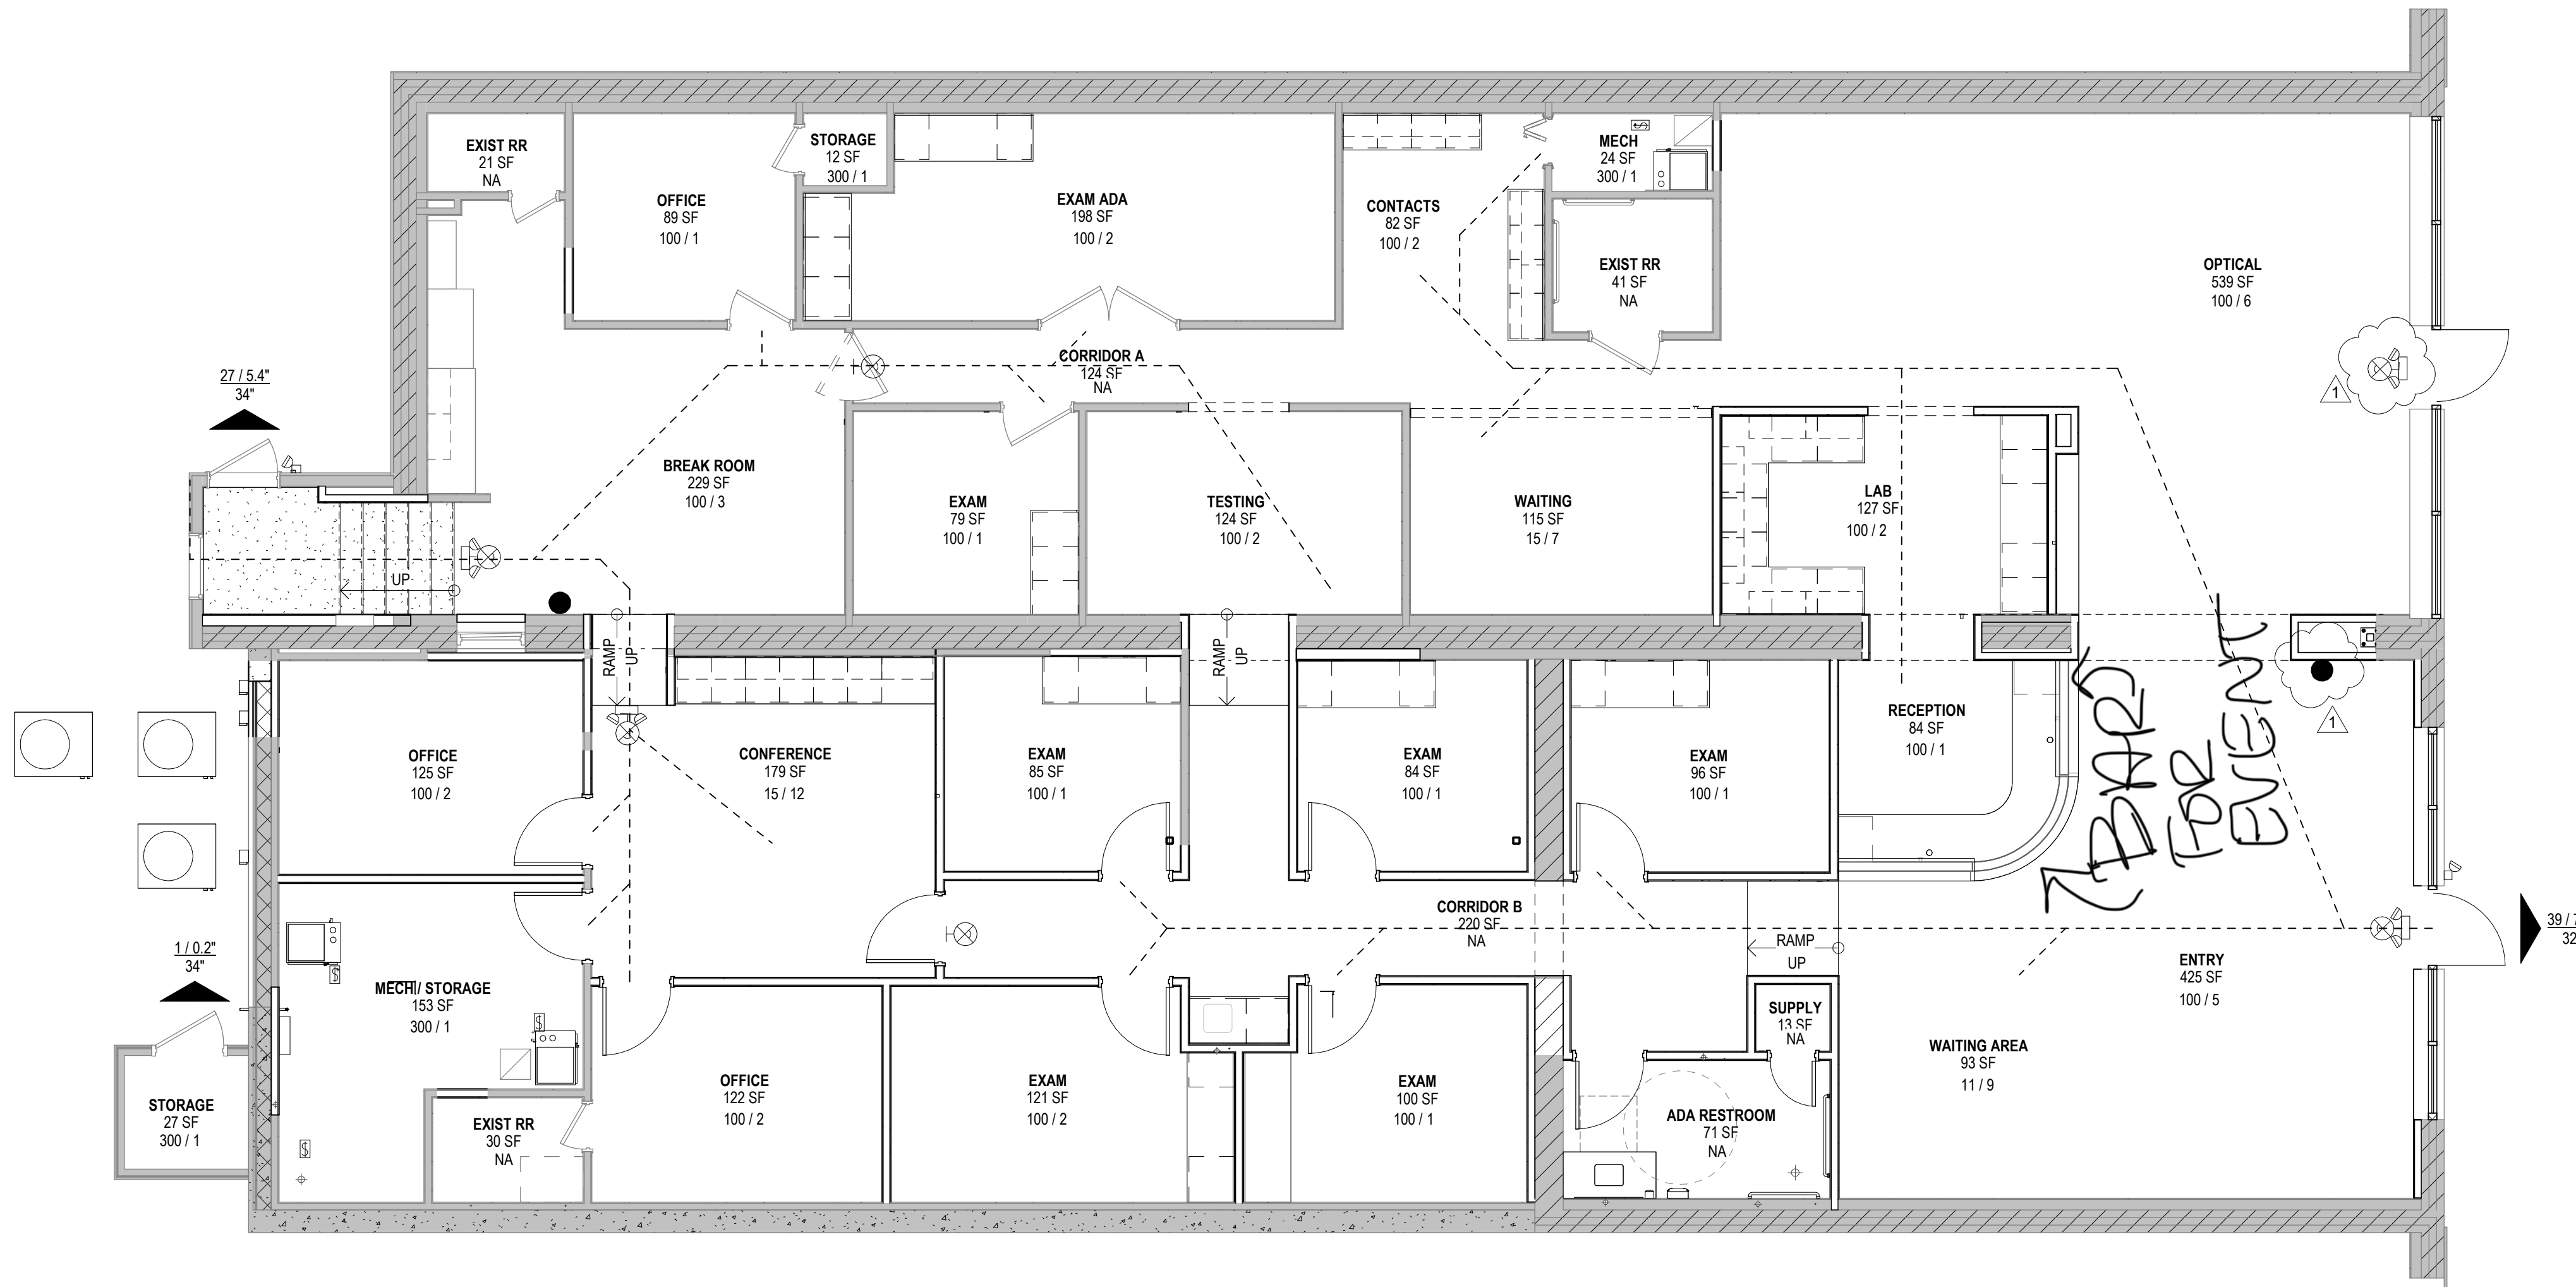 EXIST RR
21 SF
NA
OFFICE
89 SF
100 / 1
STORAGE
12 SF
300 / 1
EXAM ADA
198 SF
100 / 2
CONTACTS
82 SF
100 / 2
MECH
24 SF
300 / 1
EXIST RR
41 SF
NA
OPTICAL
539 SF
100 / 6
1
27 / 5.4"
34"
CORRIDOR A
124 SF
NA
BREAK ROOM
229 SF
100 / 3
EXAM
79 SF
100 / 1
TESTING
124 SF
100 / 2
WAITING
115 SF
15 / 7
LAB
127 SF
100 / 2
UP
RAMP
UP
RAMP
UP
OFFICE
125 SF
100 / 2
CONFERENCE
179 SF
15 / 12
EXAM
85 SF
100 / 1
EXAM
84 SF
100 / 1
EXAM
96 SF
100 / 1
RECEPTION
84 SF
100 / 1
BAR
FOR
EVENT
1
CORRIDOR B
220 SF
NA
RAMP
UP
ENTRY
425 SF
100 / 5
39 / 7
32
1 / 0.2"
34"
MECH / STORAGE
153 SF
300 / 1
STORAGE
27 SF
300 / 1
EXIST RR
30 SF
NA
OFFICE
122 SF
100 / 2
EXAM
121 SF
100 / 2
EXAM
100 SF
100 / 1
SUPPLY
13 SF
NA
ADA RESTROOM
71 SF
NA
WAITING AREA
93 SF
11 / 9